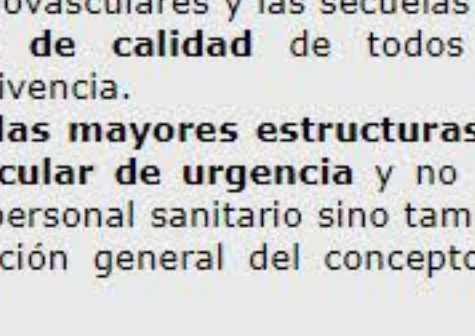 ovasculares y las secuelas
de calidad de todos
ivencia.
las mayores estructuras
cular de urgencia y no
personal sanitario sino tam
ción general del concepto